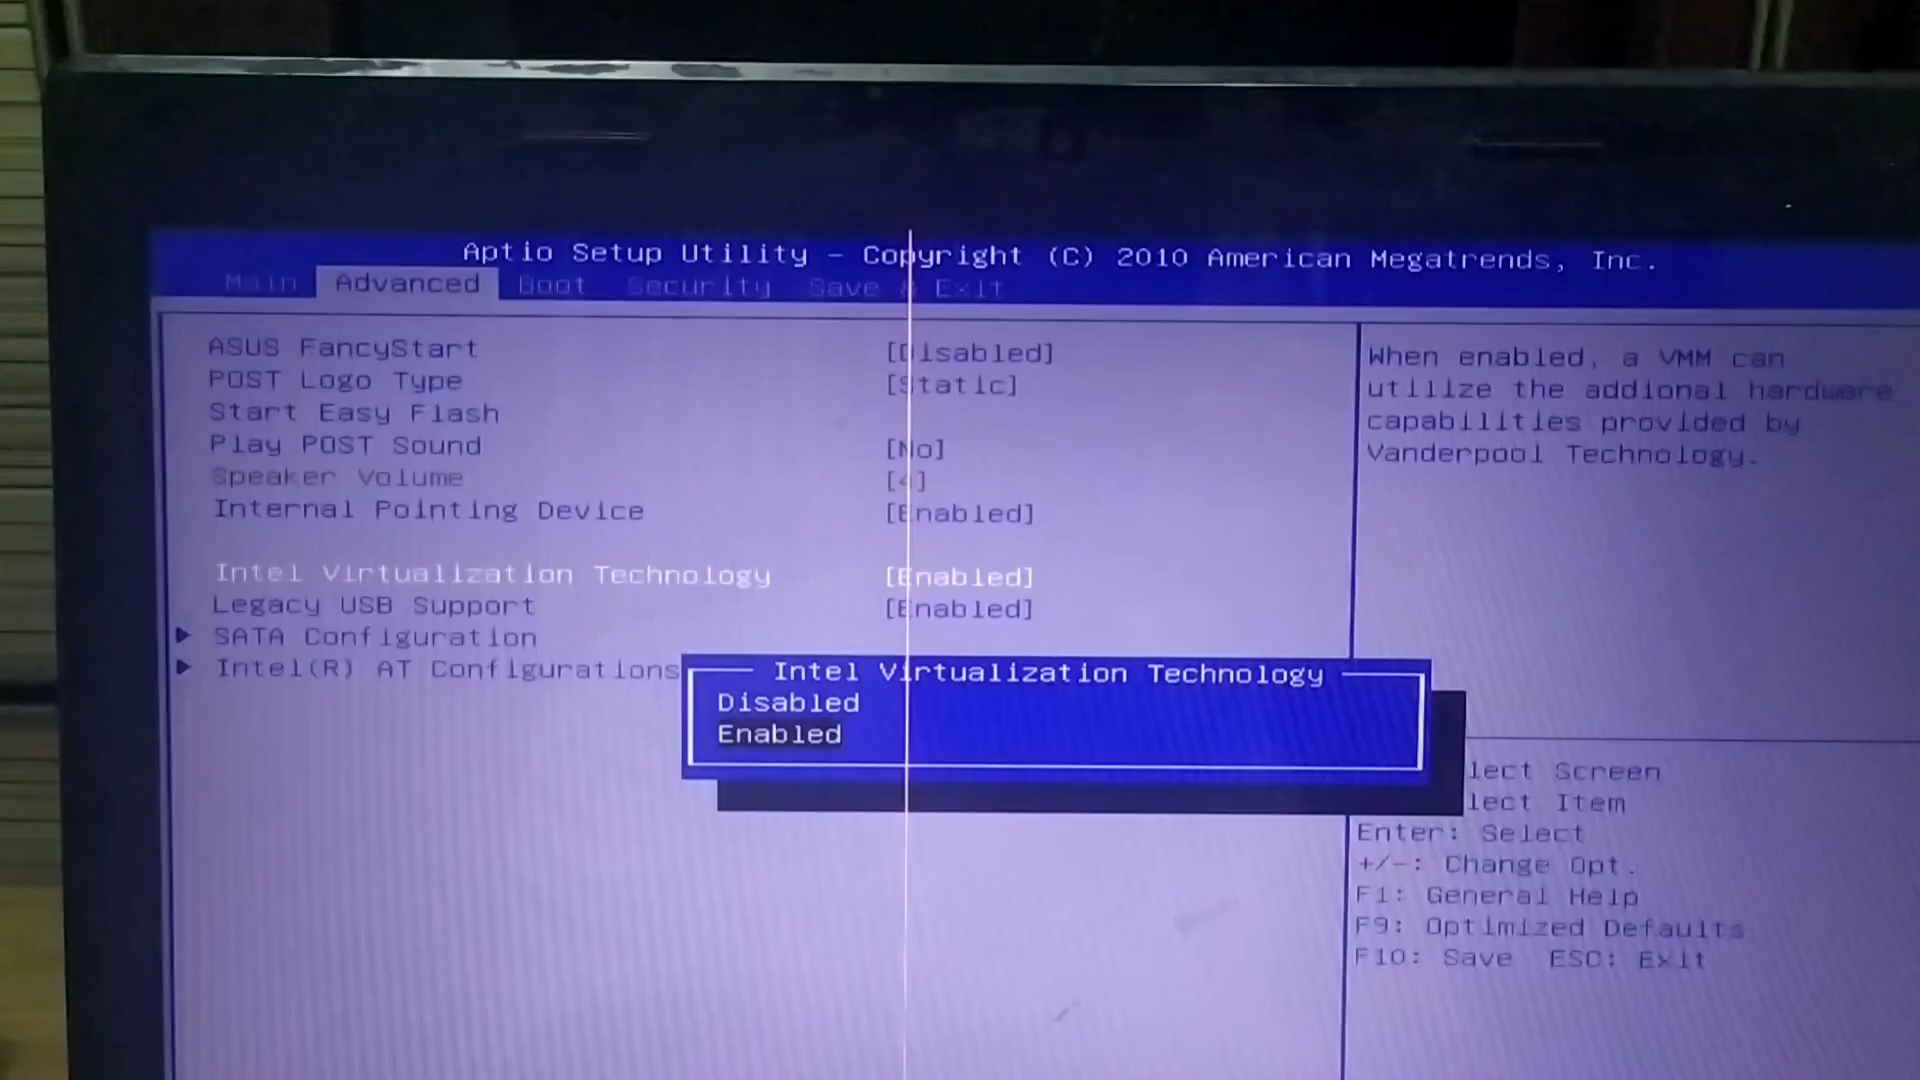 Aptio Setup Utility - Copyright (C) 2010 American Megatrends, Inc.
Main Advanced Boot Security Save & Exit
ASUS FancyStart [Disabled]
POST Logo Type [Static]
Start Easy Flash
Play POST Sound [No]
Speaker Volume [4]
Internal Pointing Device [Enabled]
Intel Virtualization Technology [Enabled]
Legacy USB Support [Enabled]
SATA Configuration
Intel(R) AT Configurations
Intel Virtualization Technology
Disabled
Enabled
When enabled, a VMM can
utilize the addional hardware
capabilities provided by
Vanderpool Technology.
lect Screen
lect Item
Enter: Select
+/-: Change Opt.
F1: General Help
F9: Optimized Defaults
F10: Save ESC: Exit